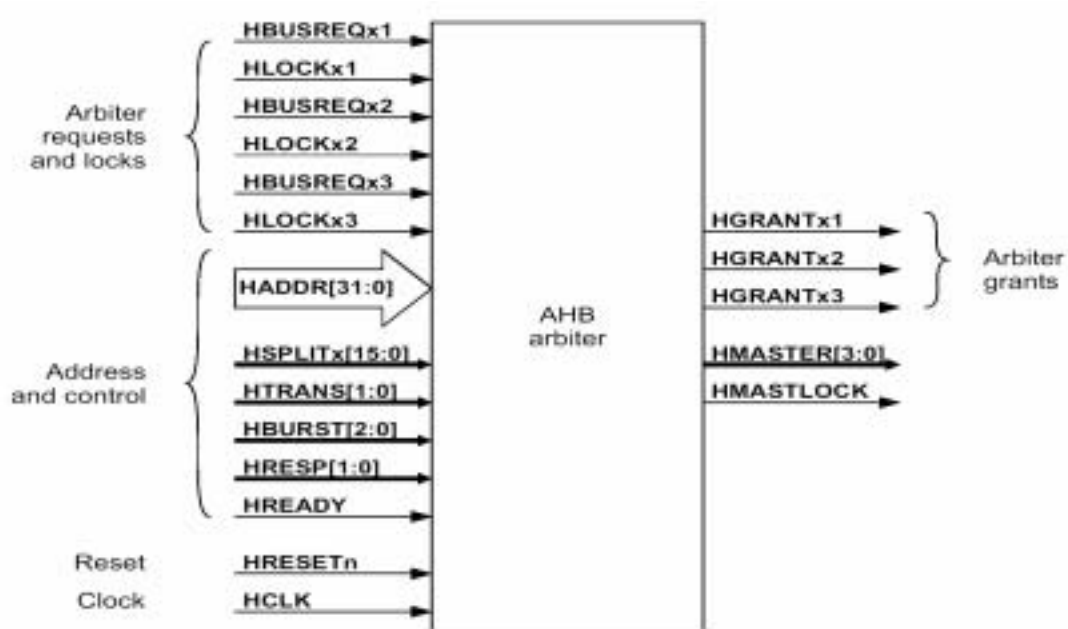 HBUSREQx1
HLOCKx1
HBUSREQx2
HLOCKx2
HBUSREQx3
HLOCKx3
Arbiter
requests
and locks
HADDR[31:0]
HSPLITx[15:0]
HTRANS[1:0]
HBURST[2:0]
HRESP[1:0]
HREADY
Address
and control
Reset
HRESETn
Clock
HCLK
AHB
arbiter
HGRANTx1
HGRANTx2
HGRANTx3
Arbiter
grants
HMASTER[3:0]
HMASTLOCK